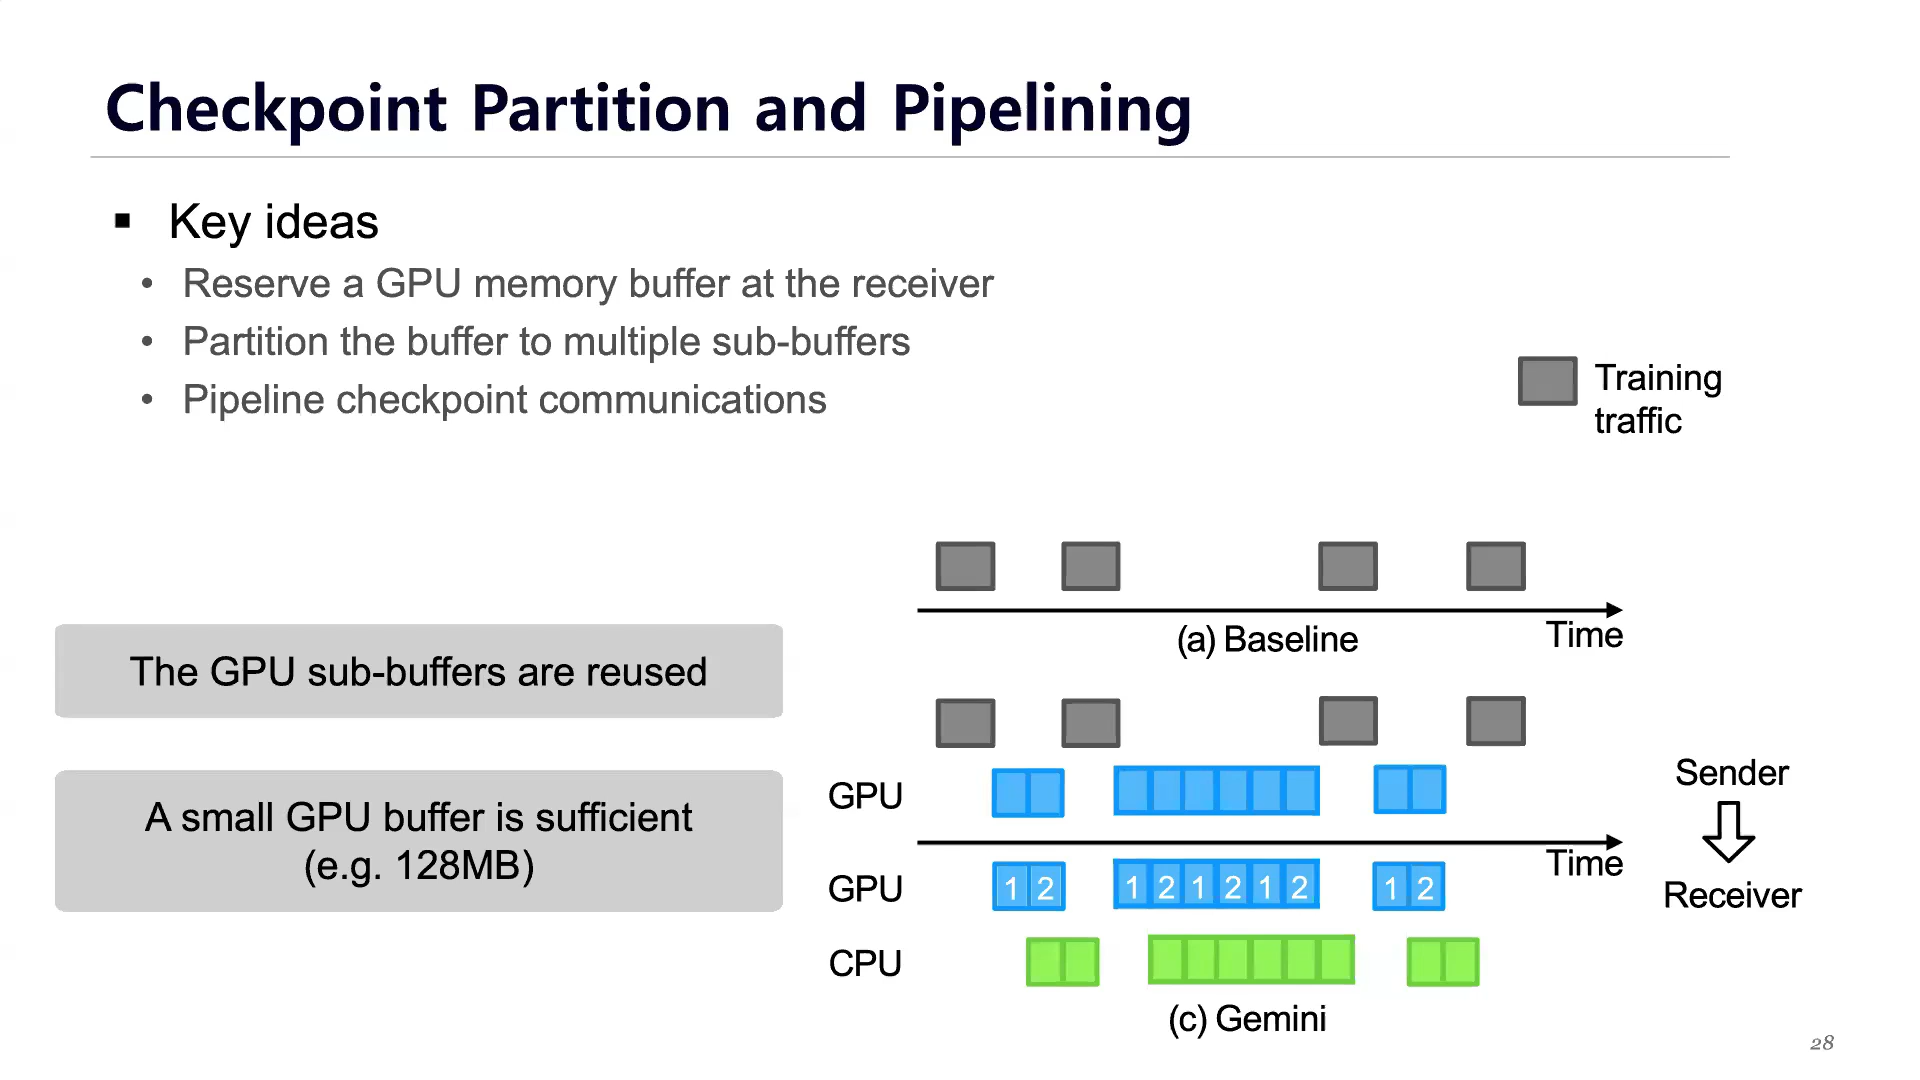 Checkpoint Partition and Pipelining
▪ Key ideas
• Reserve a GPU memory buffer at the receiver
• Partition the buffer to multiple sub-buffers
• Pipeline checkpoint communications
Training
traffic
The GPU sub-buffers are reused
A small GPU buffer is sufficient
(e.g. 128MB)
(a) Baseline
Time
GPU
Time
GPU
1 2 1 2 1 2 1 2 1 2
CPU
(c) Gemini
Sender
Receiver
28